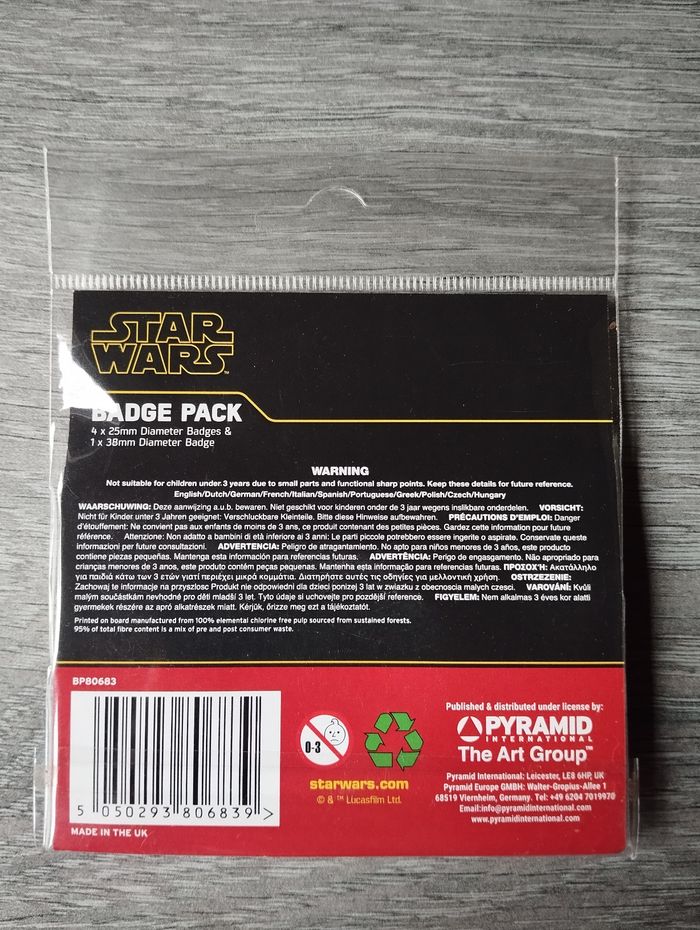 STAR
WARS™
BADGE PACK
4 x 25mm Diameter Badges &
1 x 38mm Diameter Badge
WARNING
Not suitable for children under 3 years due to small parts and functional sharp points. Keep these details for future reference.
English/Dutch/German/French/Italian/Spanish/Portuguese/Greek/Polish/Czech/Hungary
WAARSCHUWING: Deze aanwijzing a.u.b. bewaren. Niet geschikt voor kinderen onder de 3 jaar wegens inslikbare onderdelen. VORSICHT:
Nicht für Kinder unter 3 Jahren geeignet: Verschluckbare Kleinteile. Bitte diese Hinweise aufbewahren. PRÉCAUTIONS D'EMPLOI: Danger
d'étouffement: Ne convient pas aux enfants de moins de 3 ans, ce produit contenant des petites pièces. Gardez cette information pour future
référence. Attenzione: Non adatto a bambini di età inferiore ai 3 anni: Le parti piccole potrebbero essere ingerite o aspirate. Conservate queste
informazioni per future consultazioni. ADVERTENCIA: Peligro de atragantamiento. No apto para niños menores de 3 años, este producto
contiene piezas pequeñas. Mantenga esta información para referencias futuras. ADVERTÊNCIA: Perigo de engasgamento. Não apropriado para
crianças menores de 3 anos, este produto contém peças pequenas. Mantenha esta informação para referencias futuras. ΠΡΟΣΟΧΉ: Ακατάλληλο
για παιδιά κάτω των 3 ετών γιατί περιέχει μικρά κομμάτια. Διατηρήστε αυτές τις οδηγίες για μελλοντική χρήση. OSTRZEZENIE:
Zachowaj te informacje na przyszlosc Produkt nie odpowiedni dla dzieci ponizej 3 lat w zwiazku z obecnoscia malych czesci. VAROVÁNÍ: Kvůli
malým součástkám nevhodné pro děti mladší 3 let. Tyto údaje si uchovejte pro pozdější reference. FIGYELEM: Nem alkalmas 3 éves kor alatti
gyermekek részére az apró alkatrészek miatt. Kérjük, őrizze meg ezt a tájékoztatót.
Printed on board manufactured from 100% elemental chlorine free pulp sourced from sustained forests.
95% of total fibre content is a mix of pre and post consumer waste.
BP80683
5 050293 806839 >
MADE IN THE UK
0-3
starwars.com
© & ™ Lucasfilm Ltd.
Published & distributed under license by:
PYRAMID
INTERNATIONAL
The Art Group™
Pyramid International: Leicester, LE8 6HP, UK
Pyramid Europe GMBH: Walter-Gropius-Allee 1
68519 Viernheim, Germany. Tel: +49 6204 7019970
Email:info@pyramidinternational.com
www.pyramidinternational.com